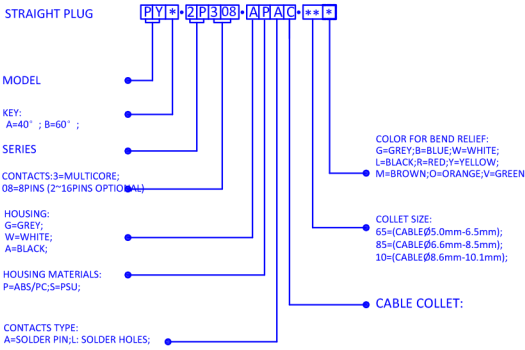 STRAIGHT PLUG
PY*·2P308·APAC·***
MODEL
KEY:
A=40°; B=60°;
SERIES
CONTACTS:3=MULTICORE;
08=8PINS (2~16PINS OPTIONAL)
HOUSING:
G=GREY;
W=WHITE;
A=BLACK;
HOUSING MATERIALS:
P=ABS/PC;S=PSU;
CONTACTS TYPE:
A=SOLDER PIN;L: SOLDER HOLES;
COLOR FOR BEND RELIEF:
G=GREY;B=BLUE;W=WHITE;
L=BLACK;R=RED;Y=YELLOW;
M=BROWN;O=ORANGE;V=GREEN
COLLET SIZE:
65=(CABLEØ5.0mm-6.5mm);
85=(CABLEØ6.6mm-8.5mm);
10=(CABLEØ8.6mm-10.1mm);
CABLE COLLET: